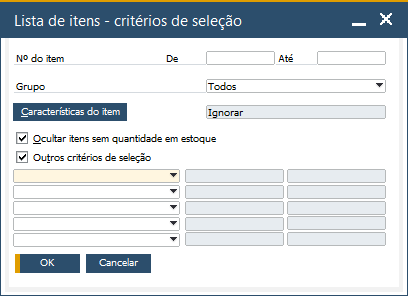 Lista de itens - critérios de seleção
Nº do item De Até
Grupo Todos
Características do item Ignorar
Ocultar itens sem quantidade em estoque
Outros critérios de seleção
OK Cancelar